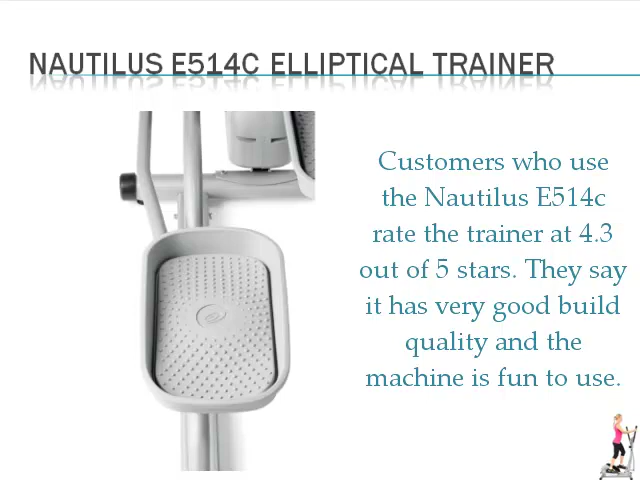 NAUTILUS E514C ELLIPTICAL TRAINER
Customers who use
the Nautilus E514c
rate the trainer at 4.3
out of 5 stars. They say
it has very good build
quality and the
machine is fun to use.